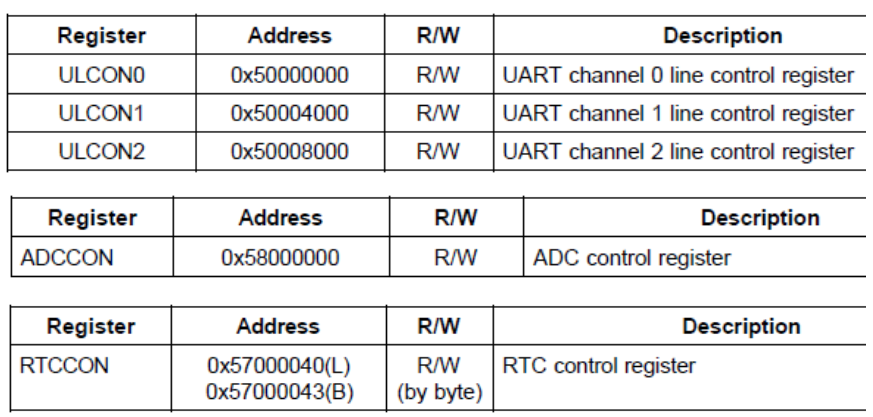 Register Address R/W Description
ULCON0 0x50000000 R/W UART channel 0 line control register
ULCON1 0x50004000 R/W UART channel 1 line control register
ULCON2 0x50008000 R/W UART channel 2 line control register
Register Address R/W Description
ADCCON 0x58000000 R/W ADC control register
Register Address R/W Description
RTCCON 0x57000040(L) R/W RTC control register
0x57000043(B) (by byte)